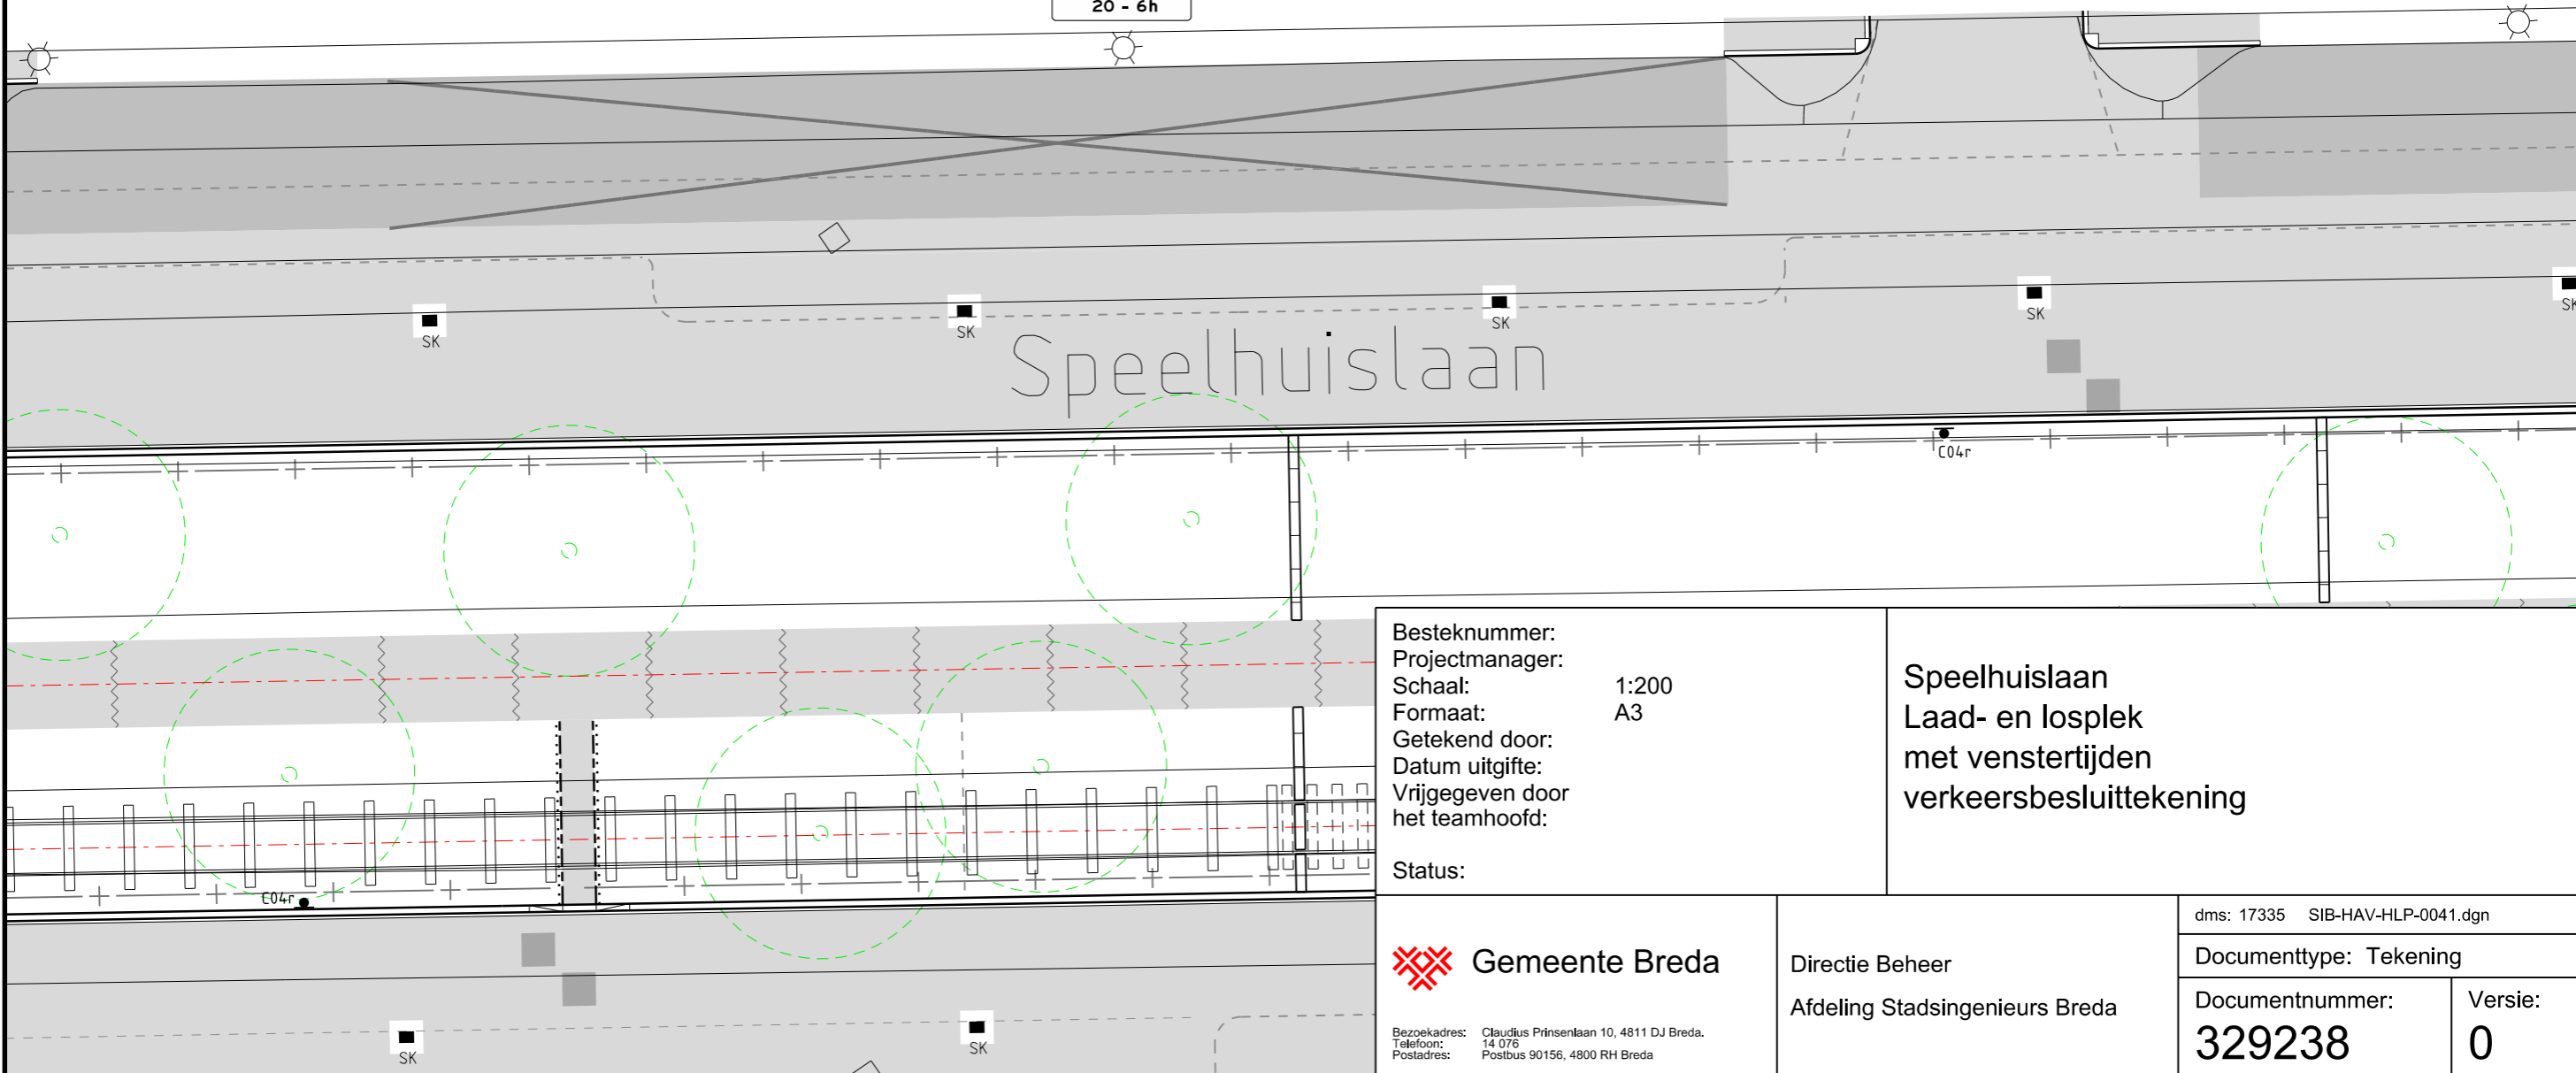 20 - 6h
SK
SK
SK
SK
SK
Speelhuislaan
C04r
C04r
SK
SK
Besteknummer:
Projectmanager:
Schaal: 1:200
Formaat: A3
Getekend door:
Datum uitgifte:
Vrijgegeven door
het teamhoofd:
Status:
Speelhuislaan
Laad- en losplek
met venstertijden
verkeersbesluittekening
Gemeente Breda
Bezoekadres: Claudius Prinsenlaan 10, 4811 DJ Breda.
Telefoon: 14 076
Postadres: Postbus 90156, 4800 RH Breda
Directie Beheer
Afdeling Stadsingenieurs Breda
dms: 17335 SIB-HAV-HLP-0041.dgn
Documenttype: Tekening
Documentnummer:
329238
Versie:
0